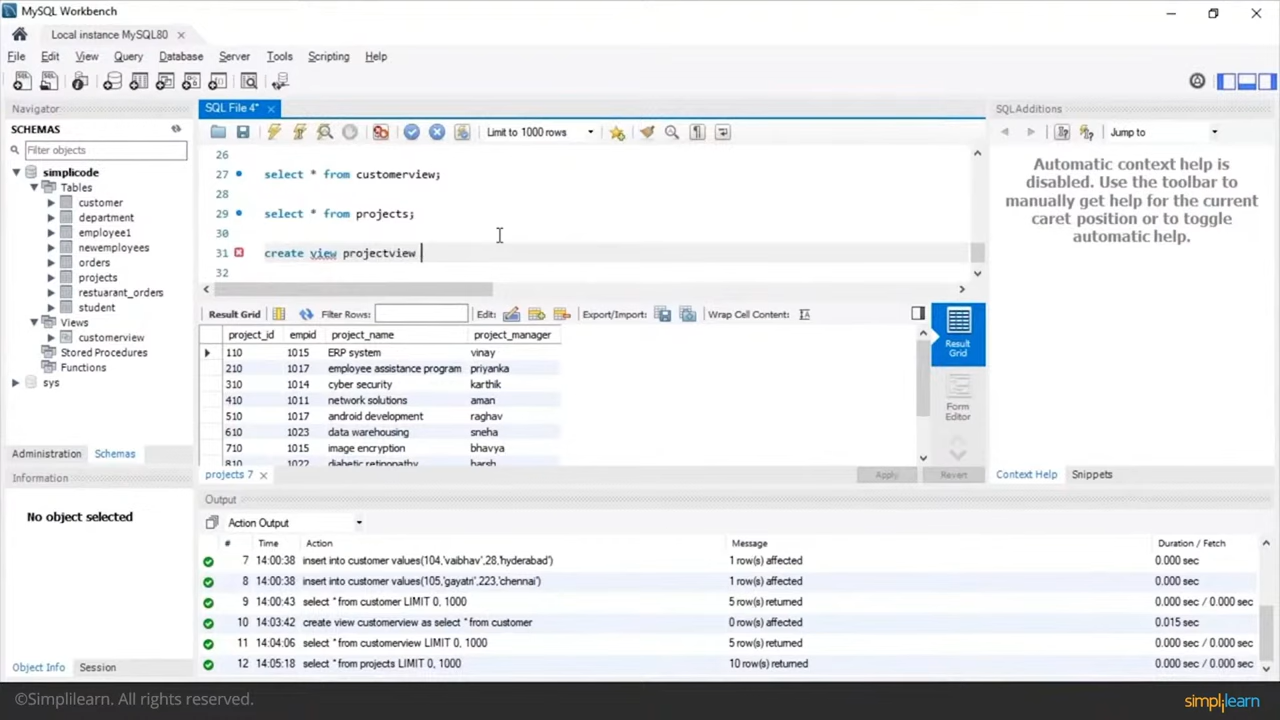 MySQL Workbench
Local instance MySQL80
File Edit View Query Database Server Tools Scripting Help
Navigator
SCHEMAS
Filter objects
simplicode
Tables
customer
department
employee1
newemployees
orders
projects
restuarant_orders
student
Views
customerview
Stored Procedures
Functions
sys
Administration Schemas
Information
No object selected
Object Info Session
SQL File 4*
Limit to 1000 rows
26
27 select * from customerview;
28
29 select * from projects;
30
31 create view projectview
32
Result Grid Filter Rows: Edit: Export/Import: Wrap Cell Content:
project_id empid project_name project_manager
110 1015 ERP system vinay
210 1017 employee assistance program priyanka
310 1014 cyber security karthik
410 1011 network solutions aman
510 1017 android development raghav
610 1023 data warehousing sneha
710 1015 image encryption bhavya
810 1022 diabetic retinopathy harsh
Result
Grid
Form
Editor
projects 7
Apply Revert
SQLAdditions
Jump to
Automatic context help is
disabled. Use the toolbar to
manually get help for the current
caret position or to toggle
automatic help.
Context Help Snippets
Output
Action Output
# Time Action Message Duration / Fetch
7 14:00:38 insert into customer values(104,'vaibhav',28,'hyderabad') 1 row(s) affected 0.000 sec
8 14:00:38 insert into customer values(105,'gayatri',223,'chennai') 1 row(s) affected 0.000 sec
9 14:00:43 select * from customer LIMIT 0, 1000 5 row(s) returned 0.000 sec / 0.000 sec
10 14:03:42 create view customerview as select * from customer 0 row(s) affected 0.015 sec
11 14:04:06 select * from customerview LIMIT 0, 1000 5 row(s) returned 0.000 sec / 0.000 sec
12 14:05:18 select * from projects LIMIT 0, 1000 10 row(s) returned 0.000 sec / 0.000 sec
©Simplilearn. All rights reserved.
simplilearn